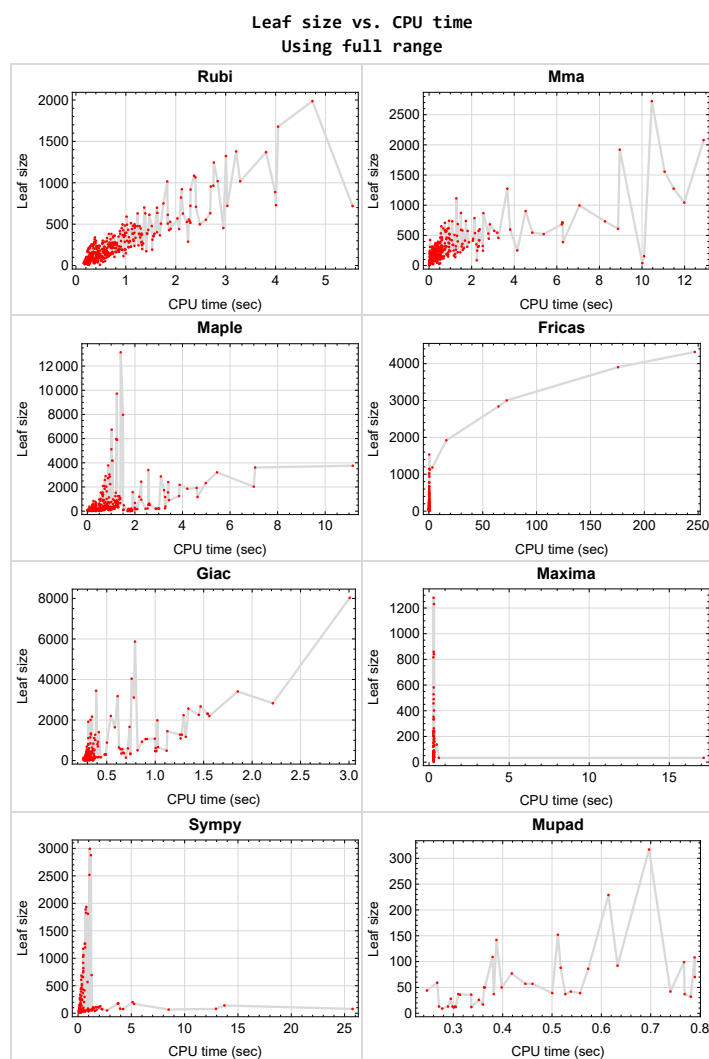 Leaf size vs. CPU time
Using full range
Rubi
Leaf size
2000
1500
1000
500
0
0 1 2 3 4 5
CPU time (sec)
Mma
Leaf size
2500
2000
1500
1000
500
0
0 2 4 6 8 10 12
CPU time (sec)
Maple
Leaf size
12 000
10 000
8000
6000
4000
2000
0
0 2 4 6 8 10
CPU time (sec)
Fricas
Leaf size
4000
3000
2000
1000
0
0 50 100 150 200 250
CPU time (sec)
Giac
Leaf size
8000
6000
4000
2000
0
0.5 1.0 1.5 2.0 2.5 3.0
CPU time (sec)
Maxima
Leaf size
1200
1000
800
600
400
200
0
0 5 10 15
CPU time (sec)
Sympy
Leaf size
3000
2500
2000
1500
1000
500
0
0 5 10 15 20 25
CPU time (sec)
Mupad
Leaf size
300
250
200
150
100
50
0
0.3 0.4 0.5 0.6 0.7 0.8
CPU time (sec)